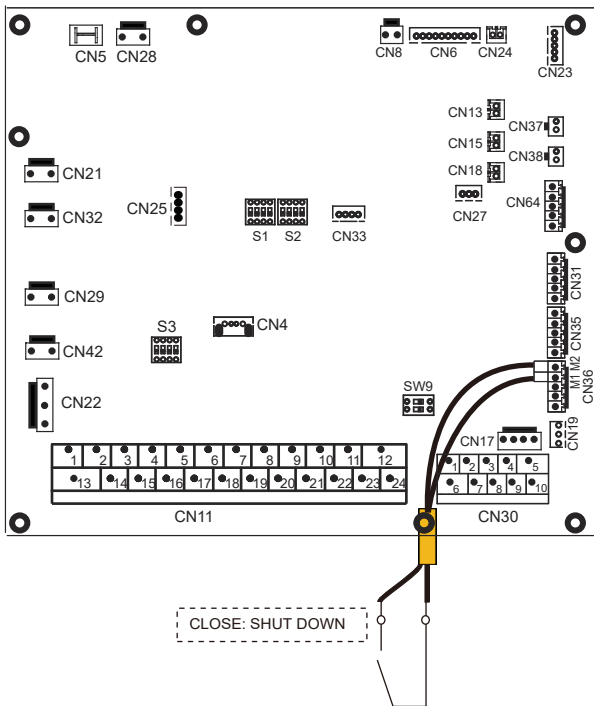 CN5
CN28
CN8
CN6
CN24
CN23
CN13
CN37
CN15
CN38
CN18
CN21
CN25
CN32
S1
S2
CN33
CN27
CN64
CN31
CN29
CN4
CN35
S3
CN42
M1 M2
CN36
SW9
CN22
CN17
CN19
1 2 3 4 5 6 7 8 9 10 11 12
13 14 15 16 17 18 19 20 21 22 23 24
CN11
1 2 3 4 5
6 7 8 9 10
CN30
CLOSE: SHUT DOWN